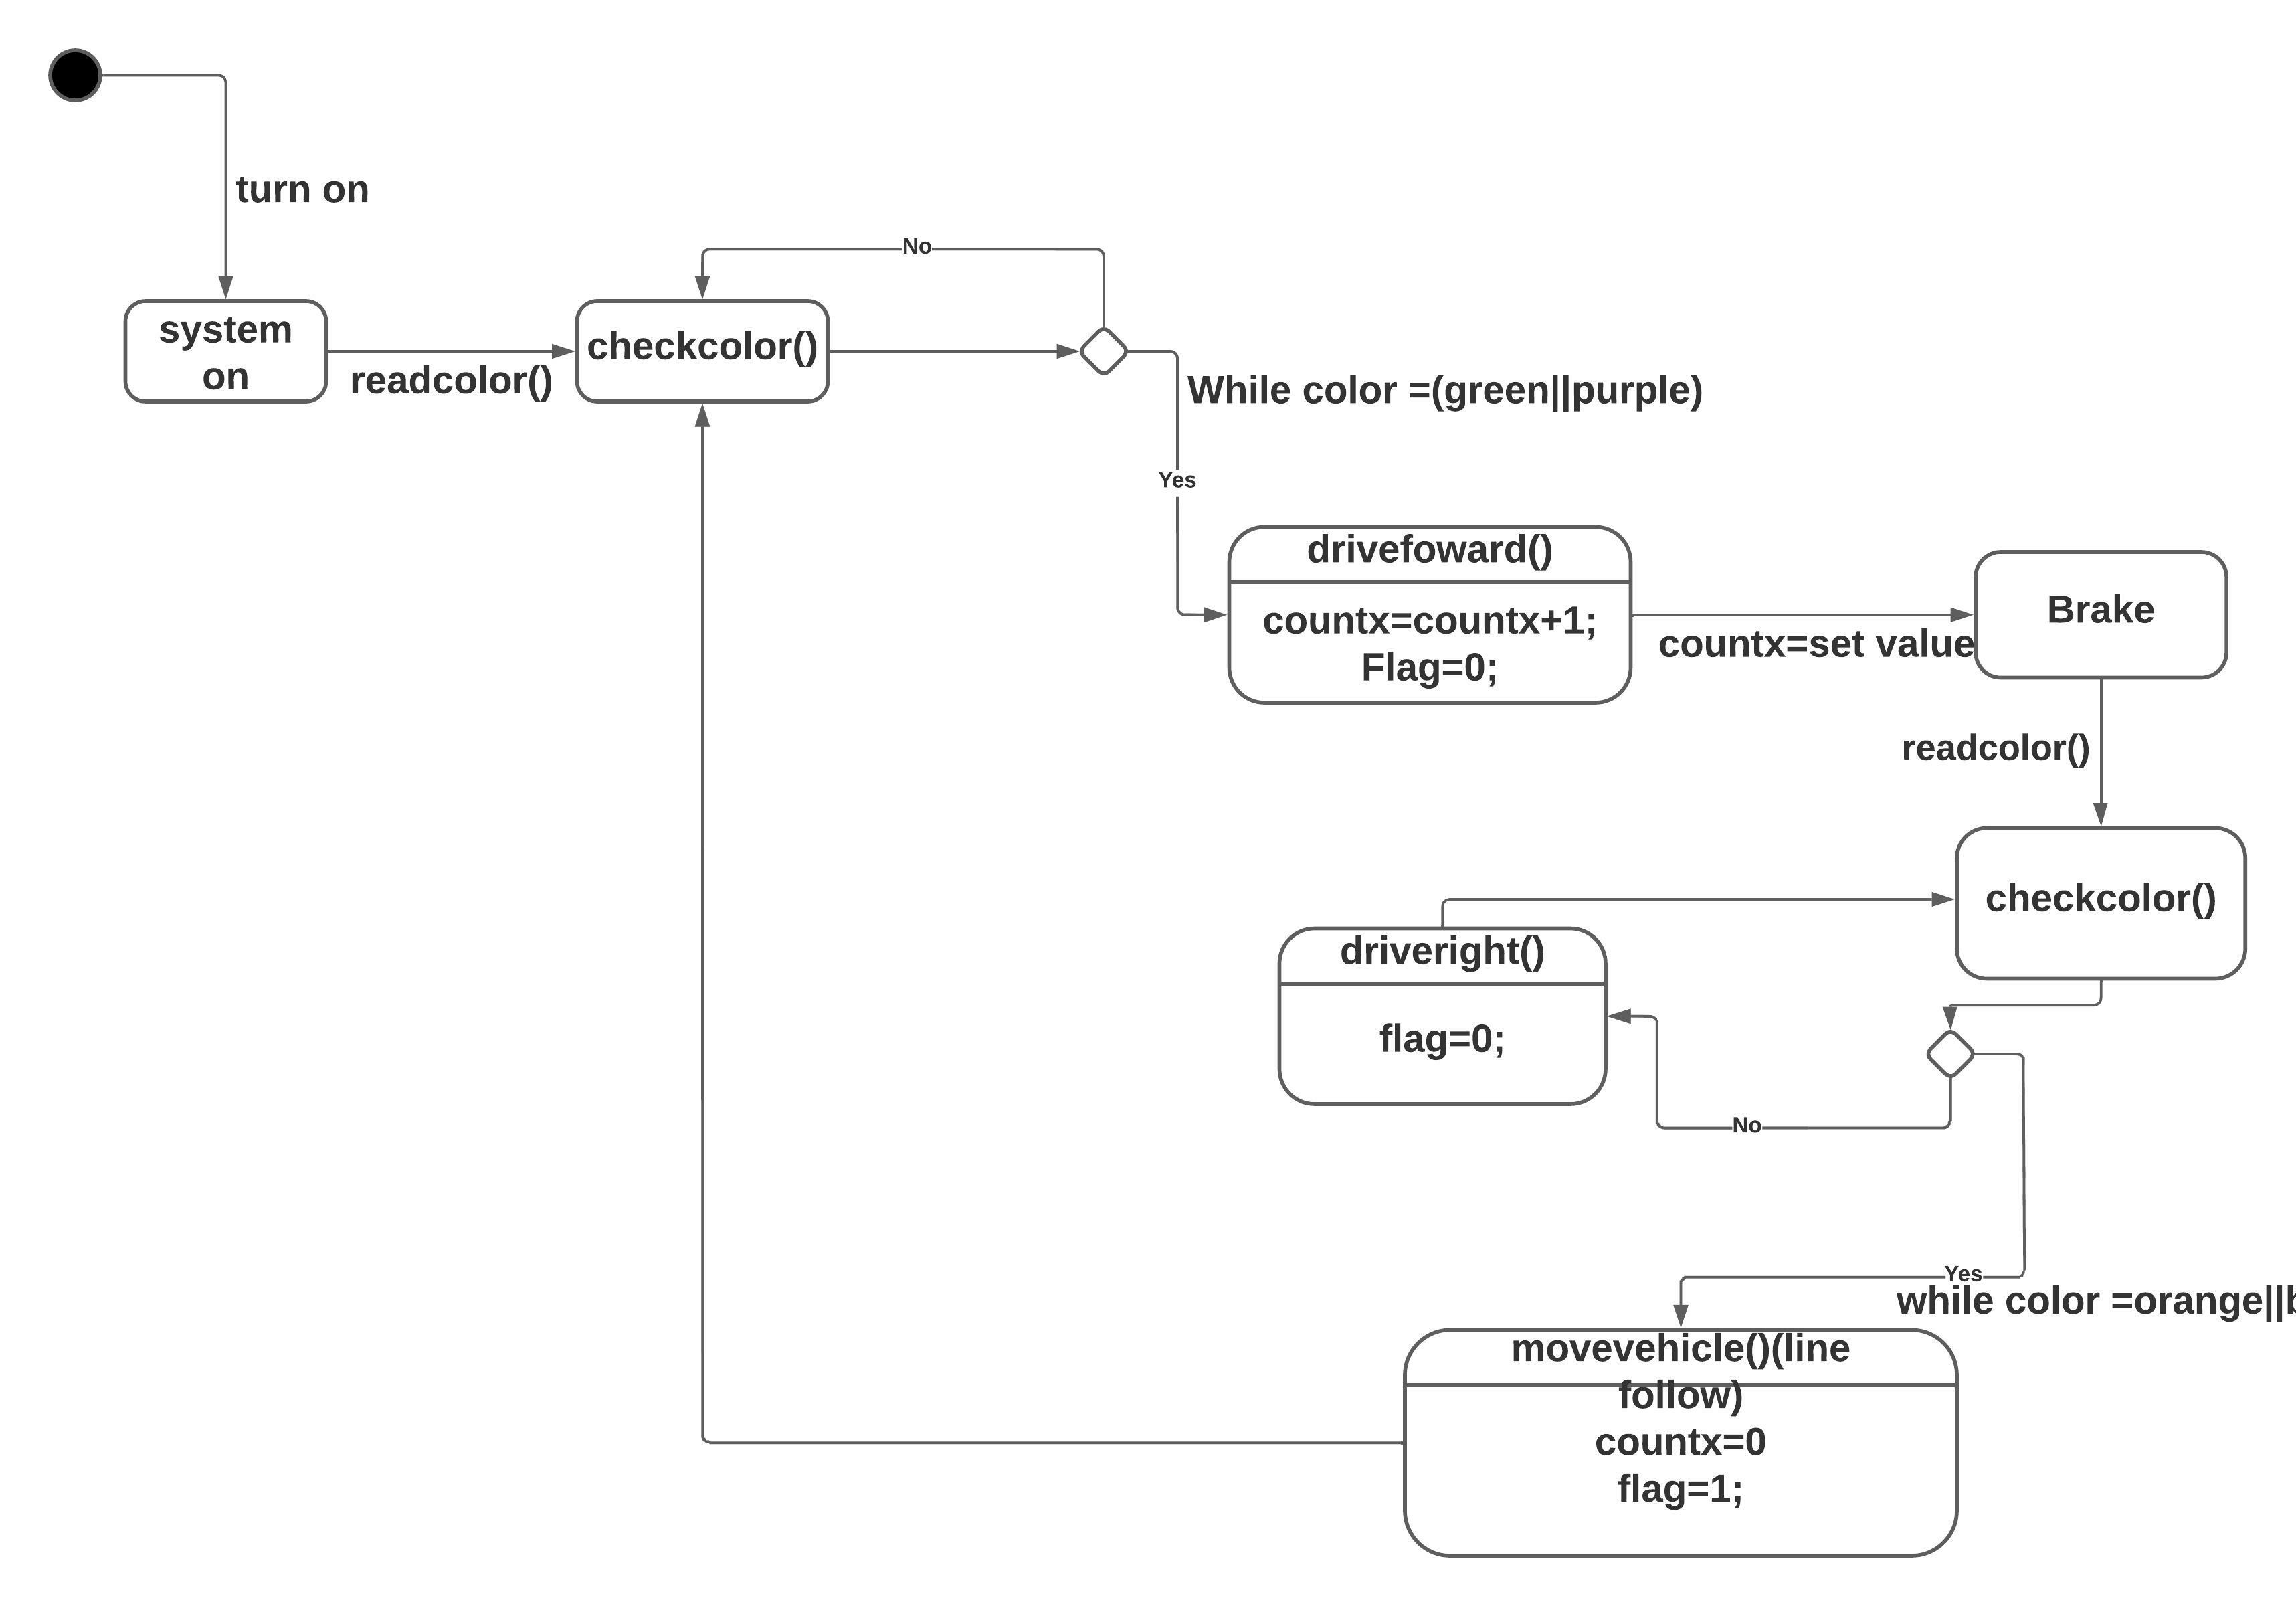 turn on
No
system
on
readcolor()
checkcolor()
While color =(green||purple)
Yes
drivefoward()
countx=countx+1;
Flag=0;
countx=set value
Brake
readcolor()
checkcolor()
driveright()
flag=0;
No
Yes
while color =orange||
movevehicle()(line
follow)
countx=0
flag=1;